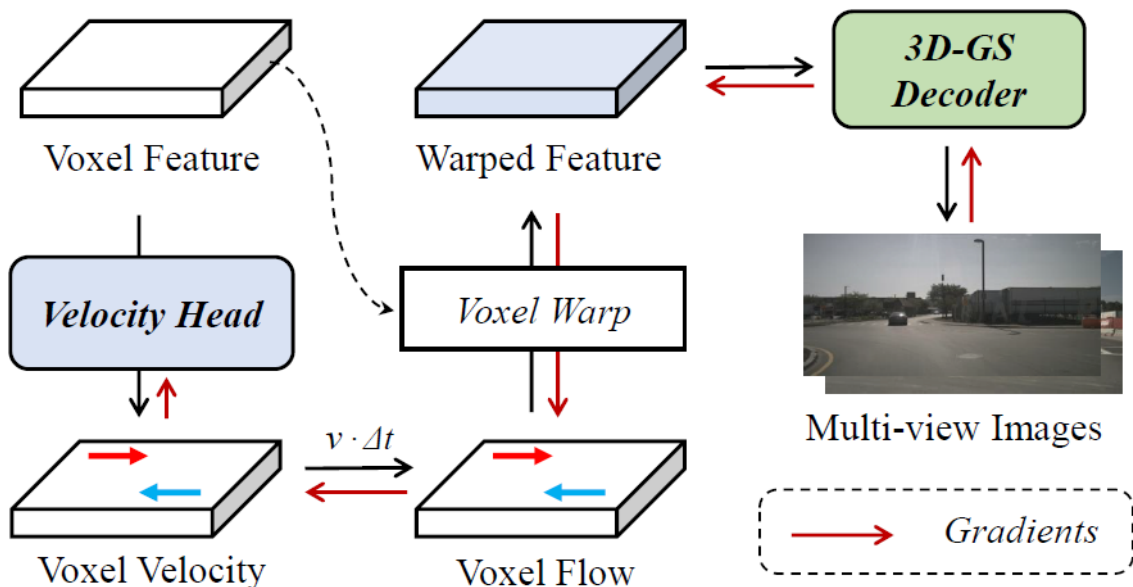 3D-GS
Decoder
Voxel Feature
Warped Feature
Velocity Head
Voxel Warp
Multi-view Images
v · Δt
Voxel Velocity
Voxel Flow
Gradients